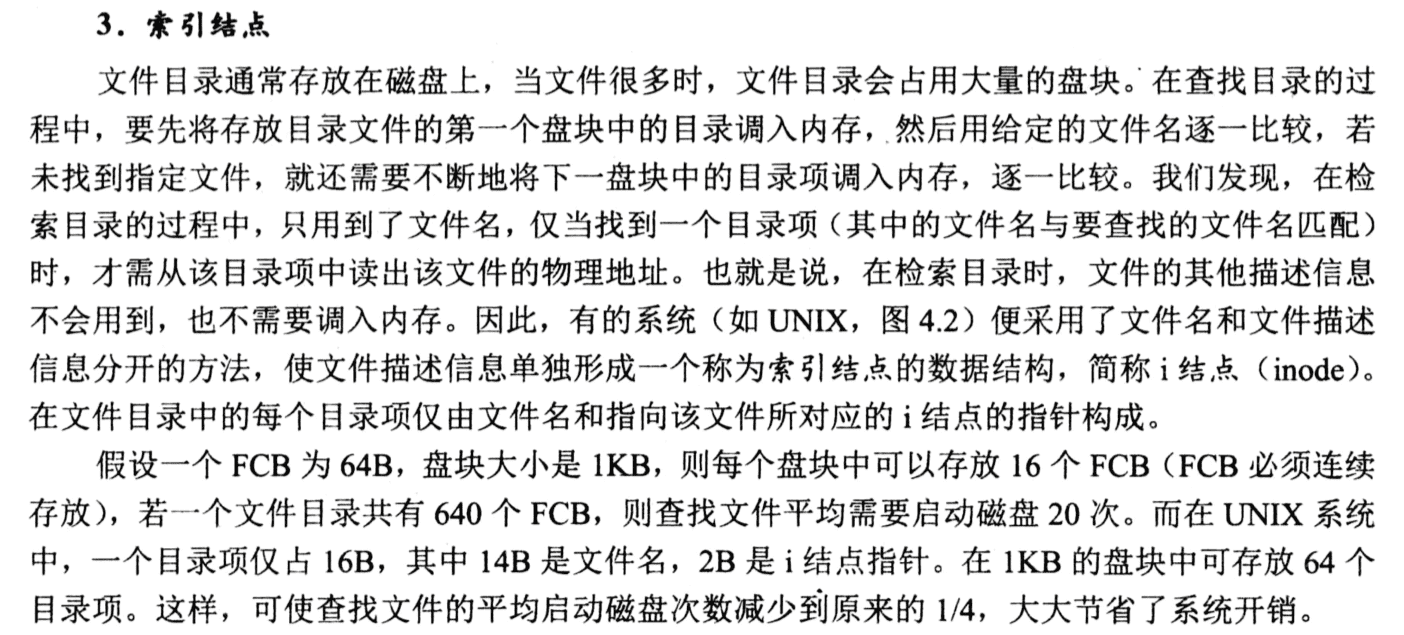 3．索引结点
文件目录通常存放在磁盘上，当文件很多时，文件目录会占用大量的盘块。在查找目录的过
程中，要先将存放目录文件的第一个盘块中的目录调入内存，然后用给定的文件名逐一比较，若
未找到指定文件，就还需要不断地将下一盘块中的目录项调入内存，逐一比较。我们发现，在检
索目录的过程中，只用到了文件名，仅当找到一个目录项（其中的文件名与要查找的文件名匹配）
时，才需从该目录项中读出该文件的物理地址。也就是说，在检索目录时，文件的其他描述信息
不会用到，也不需要调入内存。因此，有的系统（如 UNIX，图 4.2）便采用了文件名和文件描述
信息分开的方法，使文件描述信息单独形成一个称为索引结点的数据结构，简称 i 结点（inode）。
在文件目录中的每个目录项仅由文件名和指向该文件所对应的 i 结点的指针构成。
假设一个 FCB 为 64B，盘块大小是 1KB，则每个盘块中可以存放 16 个 FCB（FCB 必须连续
存放），若一个文件目录共有 640 个 FCB，则查找文件平均需要启动磁盘 20 次。而在 UNIX 系统
中，一个目录项仅占 16B，其中 14B 是文件名，2B 是 i 结点指针。在 1KB 的盘块中可存放 64 个
目录项。这样，可使查找文件的平均启动磁盘次数减少到原来的 1/4，大大节省了系统开销。